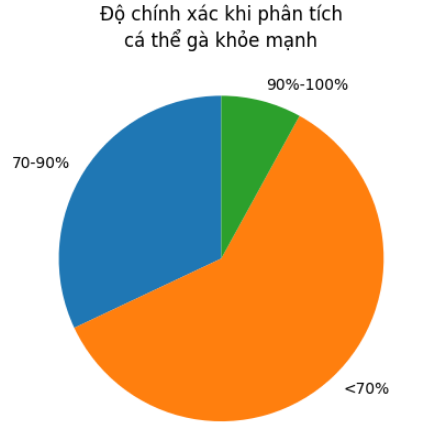 Độ chính xác khi phân tích
cá thể gà khỏe mạnh
90%-100%
70-90%
<70%